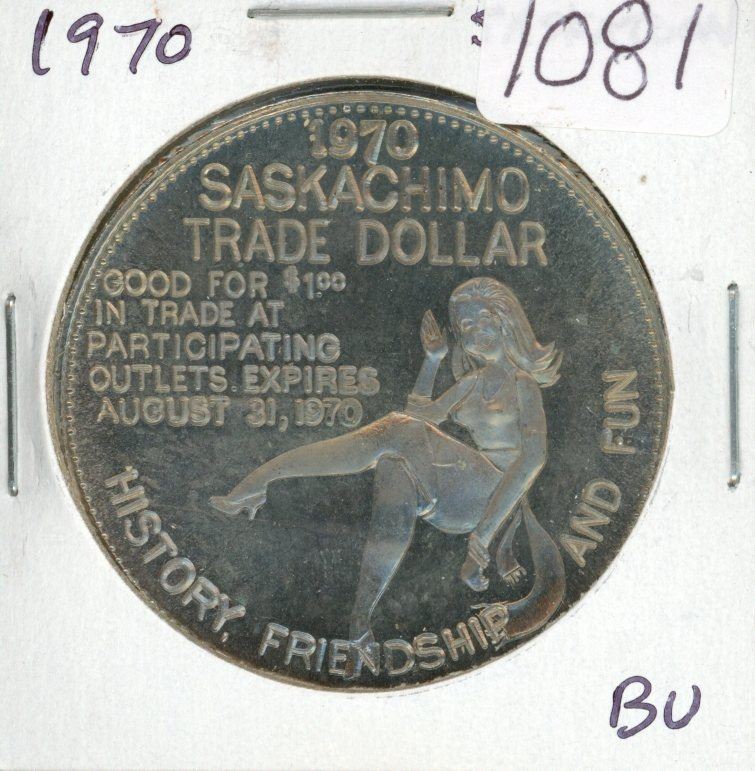 1970
1081
1970
SASKACHIMO
TRADE DOLLAR
GOOD FOR $1.00
IN TRADE AT
PARTICIPATING
OUTLETS. EXPIRES
AUGUST 31, 1970
HISTORY, FRIENDSHIP AND FUN
BU